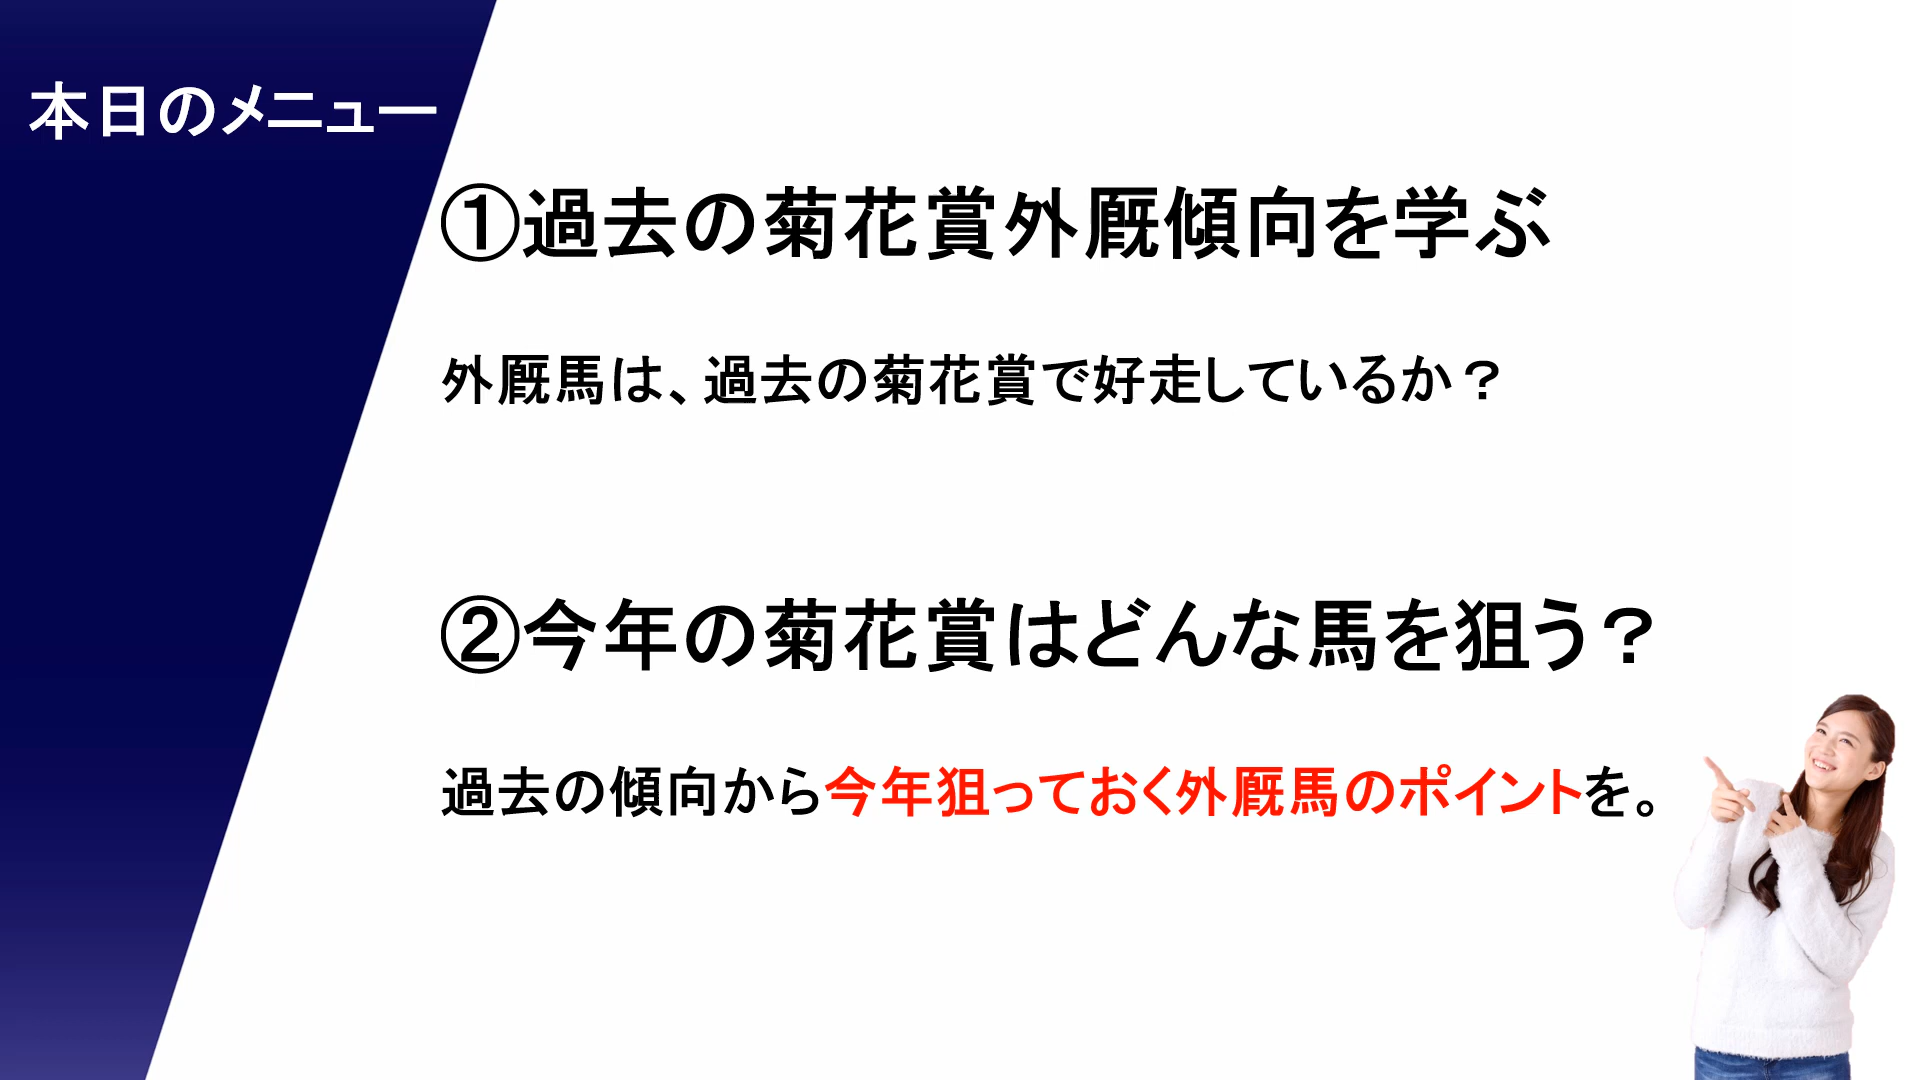 本日のメニュー
①過去の菊花賞外厩傾向を学ぶ
外厩馬は、過去の菊花賞で好走しているか？
②今年の菊花賞はどんな馬を狙う？
過去の傾向から今年狙っておく外厩馬のポイントを。